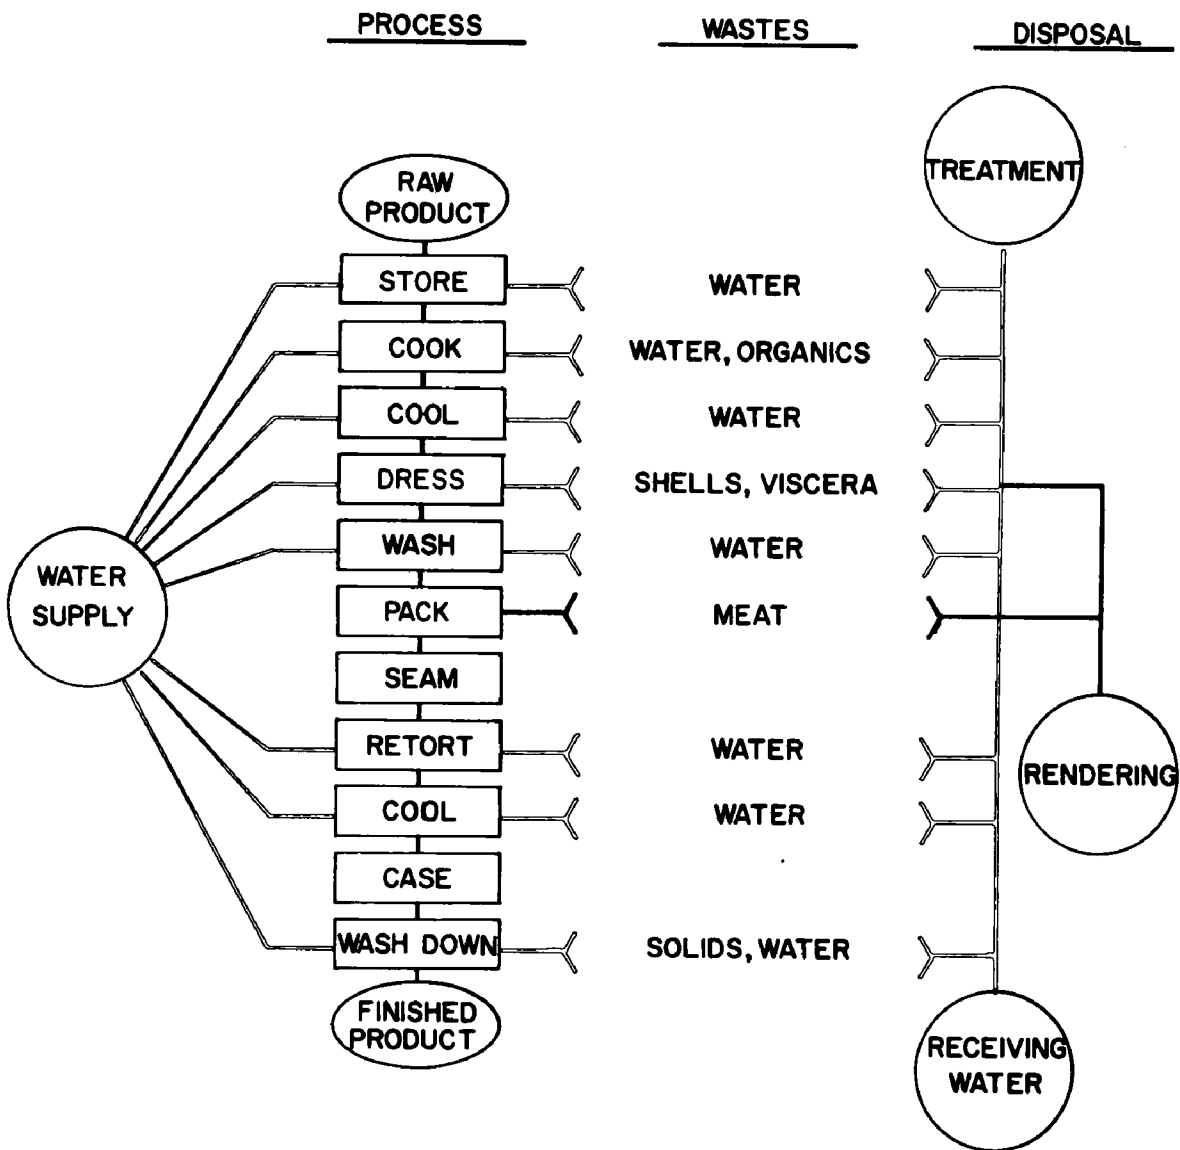 PROCESS
WASTES
DISPOSAL
TREATMENT
RAW
PRODUCT
STORE
WATER
COOK
WATER, ORGANICS
COOL
WATER
DRESS
SHELLS, VISCERA
WASH
WATER
WATER
SUPPLY
PACK
MEAT
SEAM
RETORT
WATER
RENDERING
COOL
WATER
CASE
WASH DOWN
SOLIDS, WATER
FINISHED
PRODUCT
RECEIVING
WATER